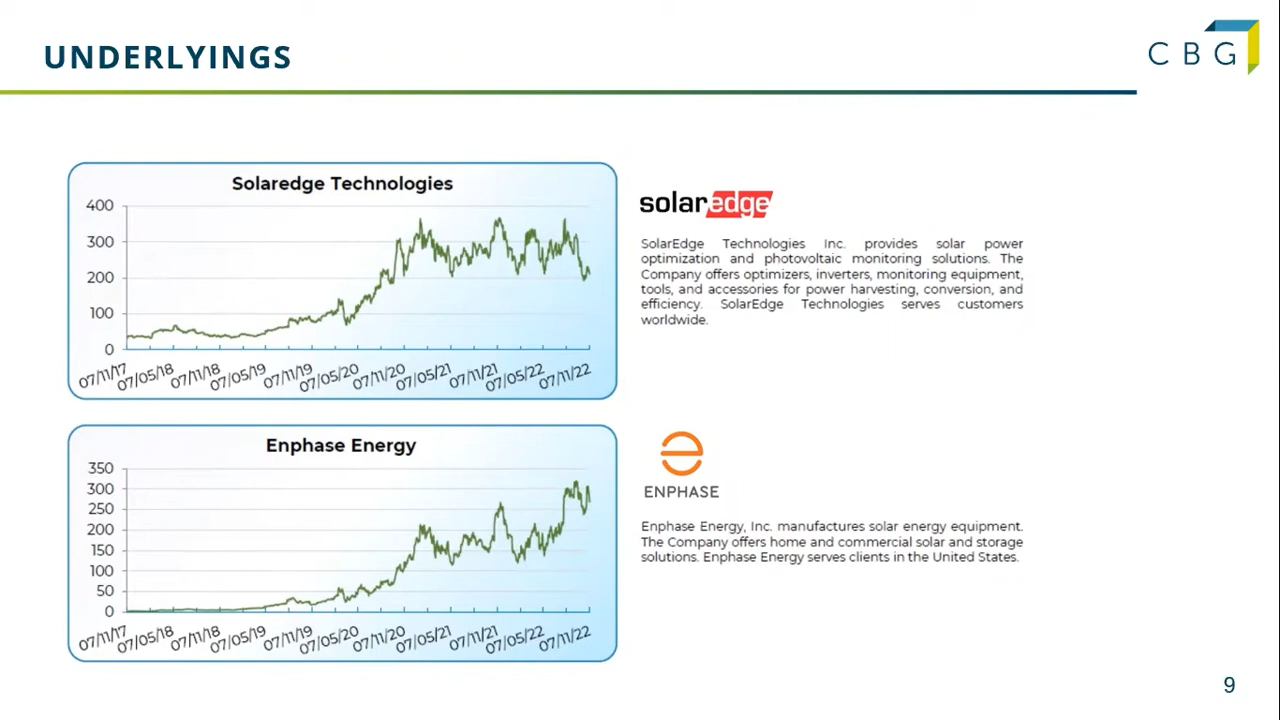 UNDERLYINGS
CBG
Solaredge Technologies
400
300
200
100
0
07/11/17
07/05/18
07/11/18
07/05/19
07/11/19
07/05/20
07/11/20
07/05/21
07/11/21
07/05/22
07/11/22
solaredge
SolarEdge Technologies Inc. provides solar power
optimization and photovoltaic monitoring solutions. The
Company offers optimizers, inverters, monitoring equipment,
tools, and accessories for power harvesting, conversion, and
efficiency. SolarEdge Technologies serves customers
worldwide.
Enphase Energy
350
300
250
200
150
100
50
0
07/11/17
07/05/18
07/11/18
07/05/19
07/11/19
07/05/20
07/11/20
07/05/21
07/11/21
07/05/22
07/11/22
ENPHASE
Enphase Energy, Inc. manufactures solar energy equipment.
The Company offers home and commercial solar and storage
solutions. Enphase Energy serves clients in the United States.
9